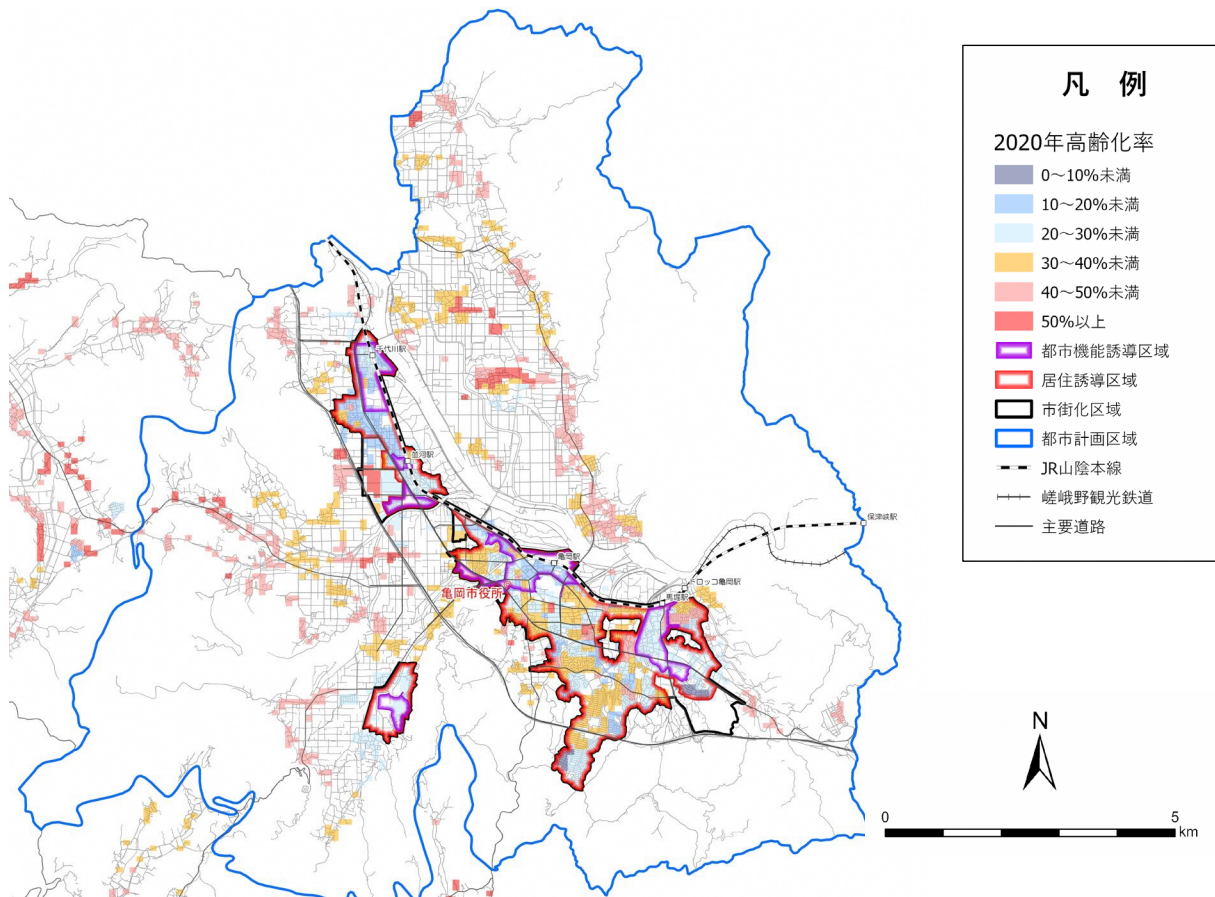 凡 例
2020年高齢化率
0～10%未満
10～20%未満
20～30%未満
30～40%未満
40～50%未満
50%以上
都市機能誘導区域
居住誘導区域
市街化区域
都市計画区域
JR山陰本線
嵯峨野観光鉄道
主要道路
千代川駅
並河駅
保津峡駅
亀岡駅
トロッコ亀岡駅
亀岡市役所
馬堀駅
N
0
5
km